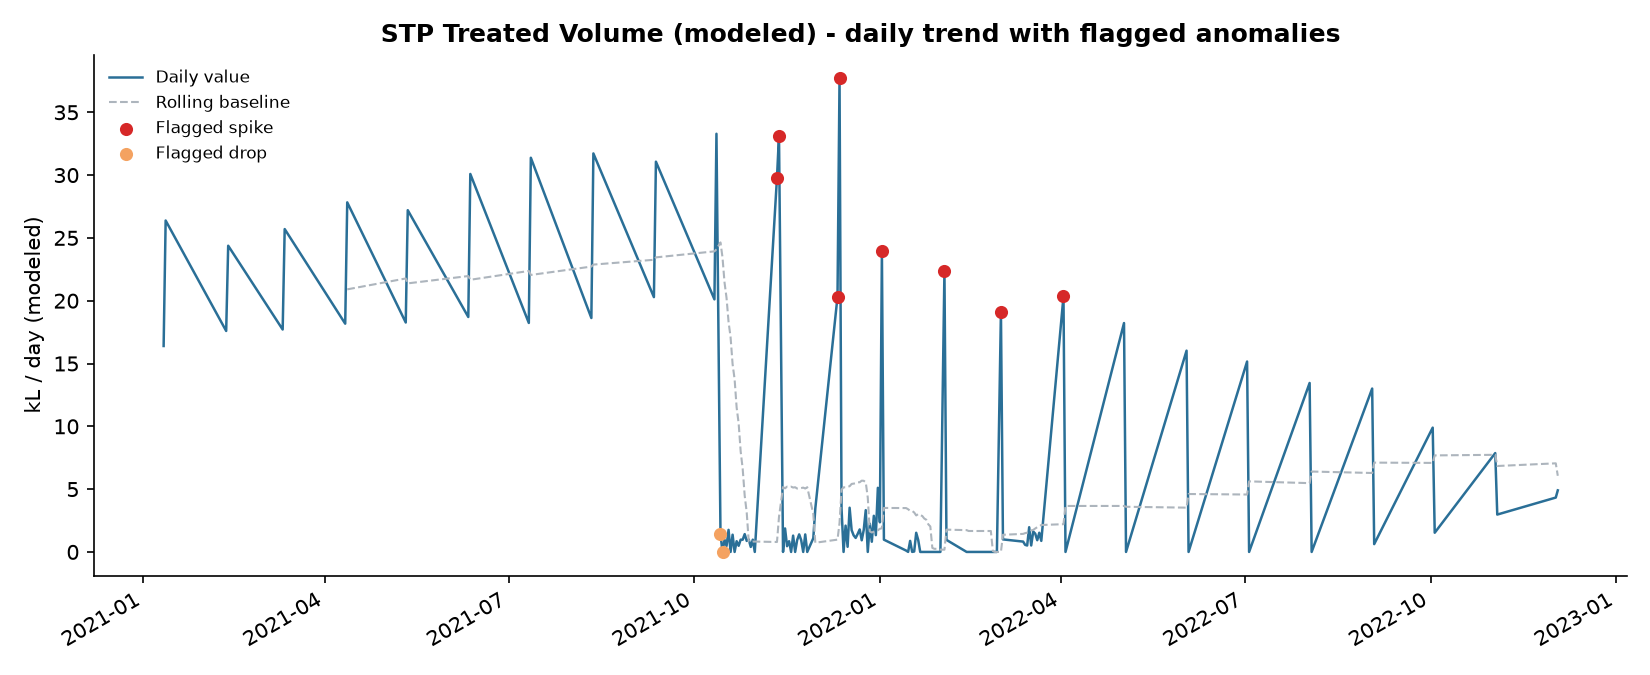 STP Treated Volume (modeled) - daily trend with flagged anomalies
Daily value
Rolling baseline
Flagged spike
Flagged drop
kL / day (modeled)
35
30
25
20
15
10
5
0
2021-01
2021-04
2021-07
2021-10
2022-01
2022-04
2022-07
2022-10
2023-01